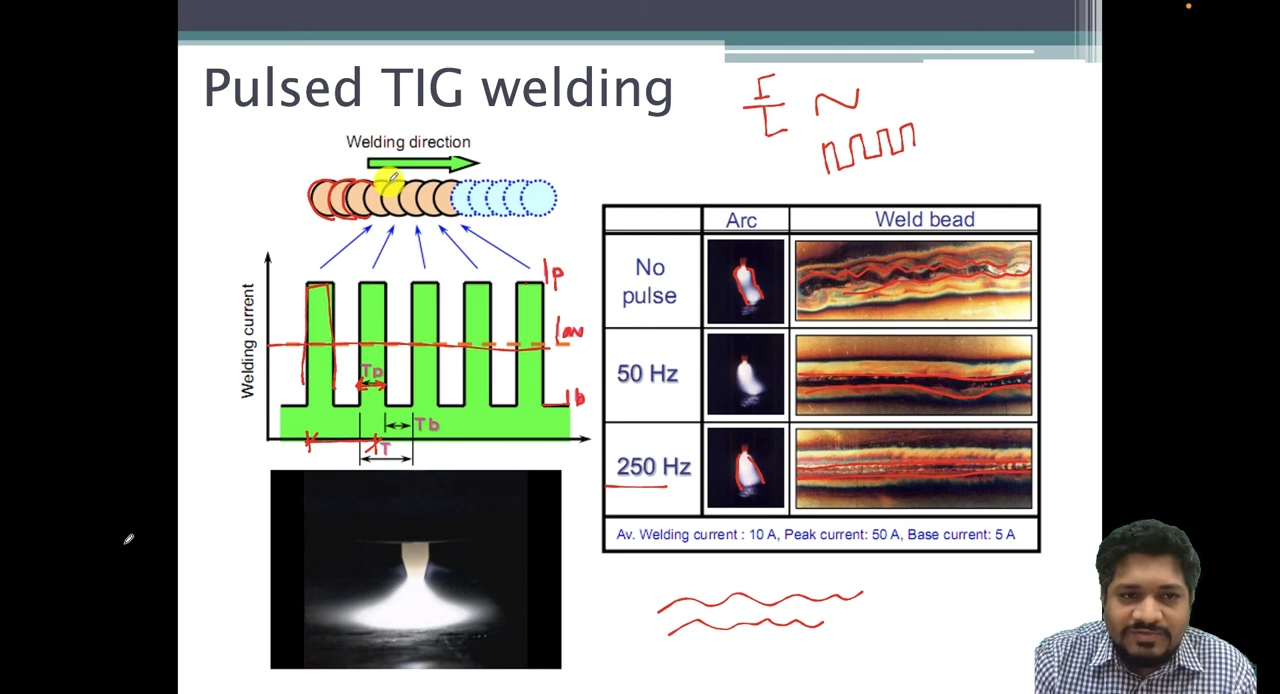 Pulsed TIG welding
I
L
Welding direction
Welding current
Ip
Iav
Ib
Tp
Tb
T
Arc
Weld bead
No
pulse
50 Hz
250 Hz
Av. Welding current : 10 A, Peak current: 50 A, Base current: 5 A